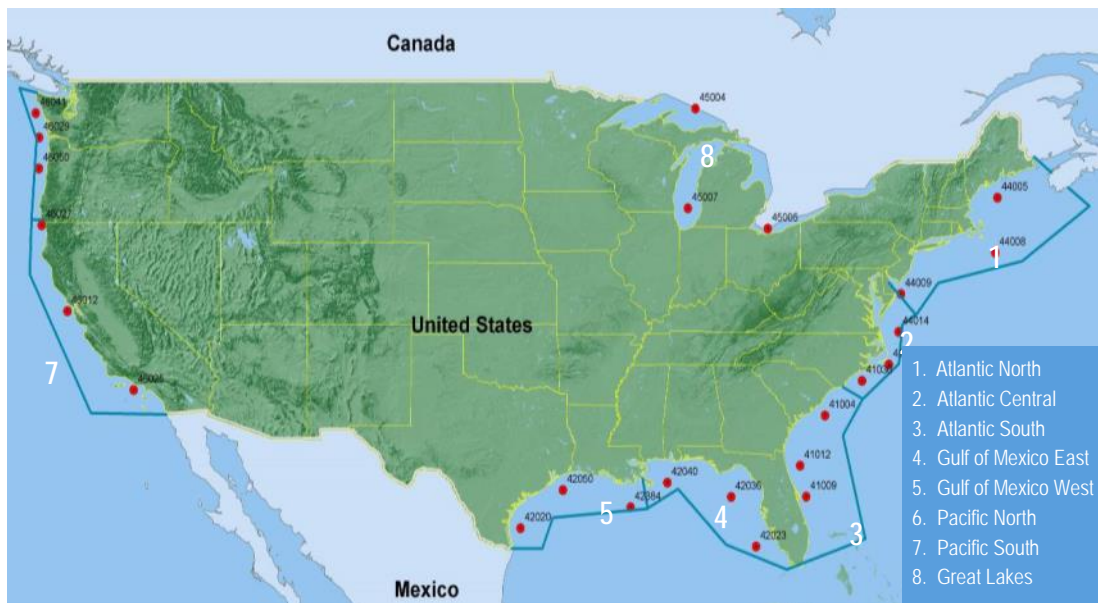 Canada
46041
45004
46029
8
46050
44005
45007
46027
45005
44008
1
44009
46012
United States
44014
2
7
46025
1. Atlantic North
2. Atlantic Central
3. Atlantic South
4. Gulf of Mexico East
5. Gulf of Mexico West
6. Pacific North
7. Pacific South
8. Great Lakes
41004
41012
42040
42050
42036
41009
42384
5
4
42020
3
42023
Mexico